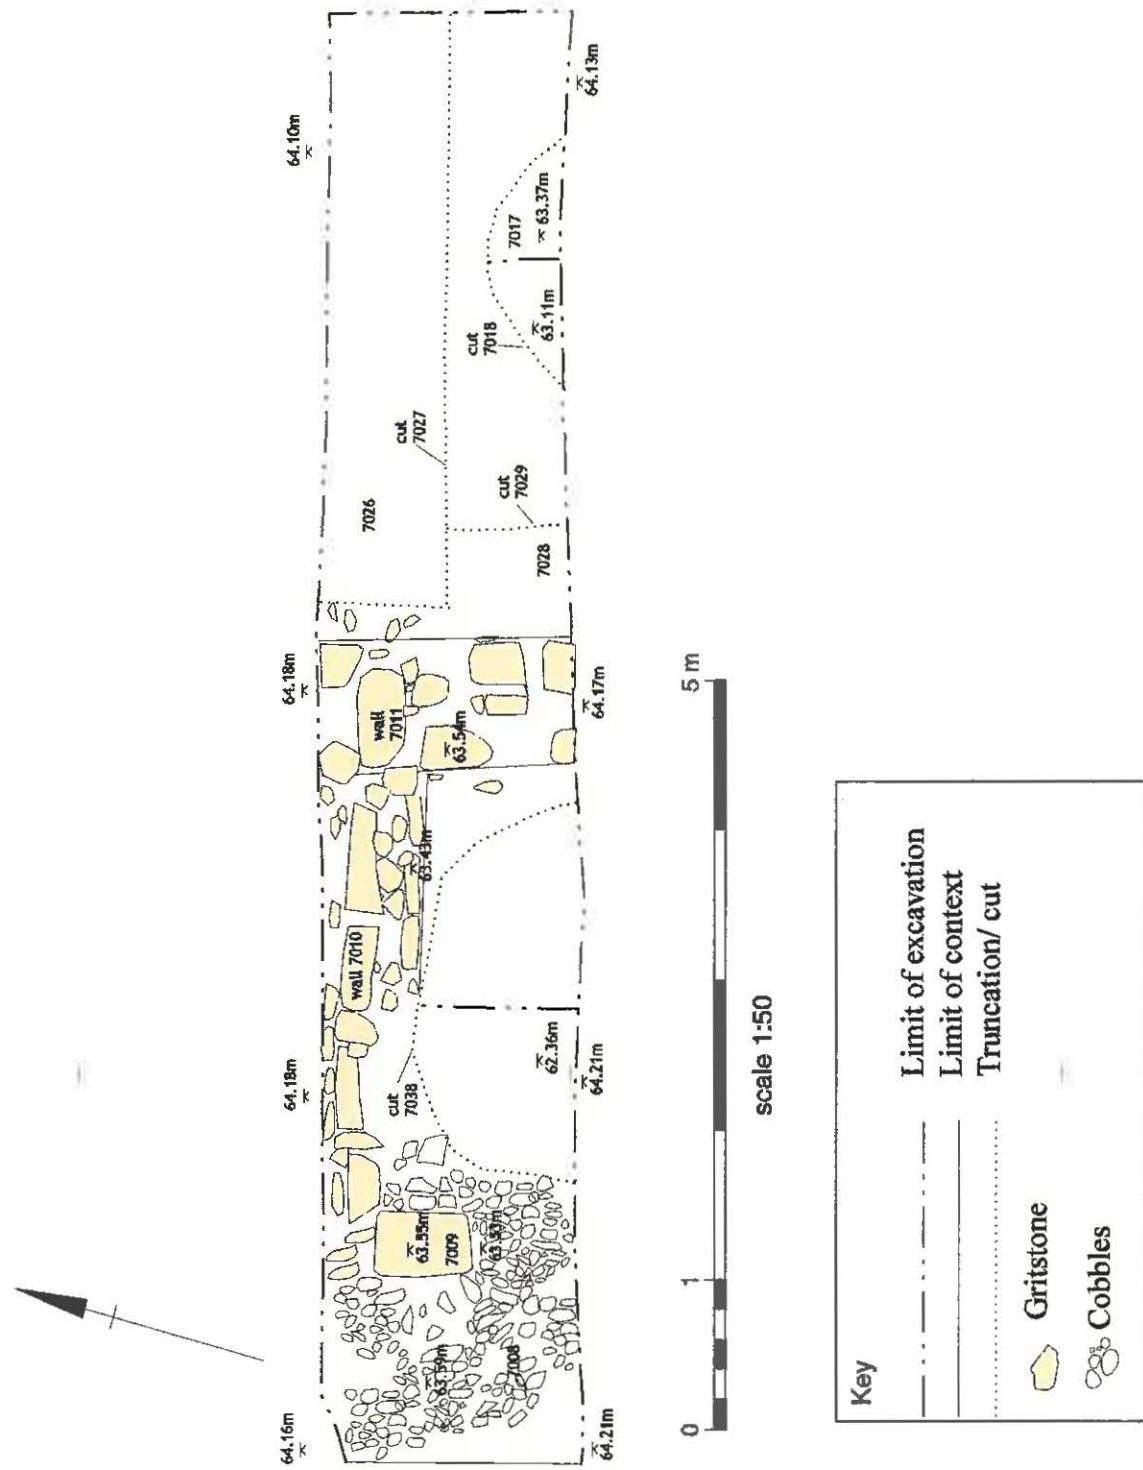 64.16m
64.18m
64.18m
64.10m
wall 7010
wall
7011
7026
cut
7027
63.59m
7008
63.55m
7009
63.53m
cut
7038
63.43m
63.54m
7028
cut
7029
cut
7018
7017
63.11m
63.37m
62.36m
64.21m
64.21m
64.17m
64.13m
0
1
5 m
scale 1:50
Key
Limit of excavation
Limit of context
Truncation/ cut
Gritstone
Cobbles